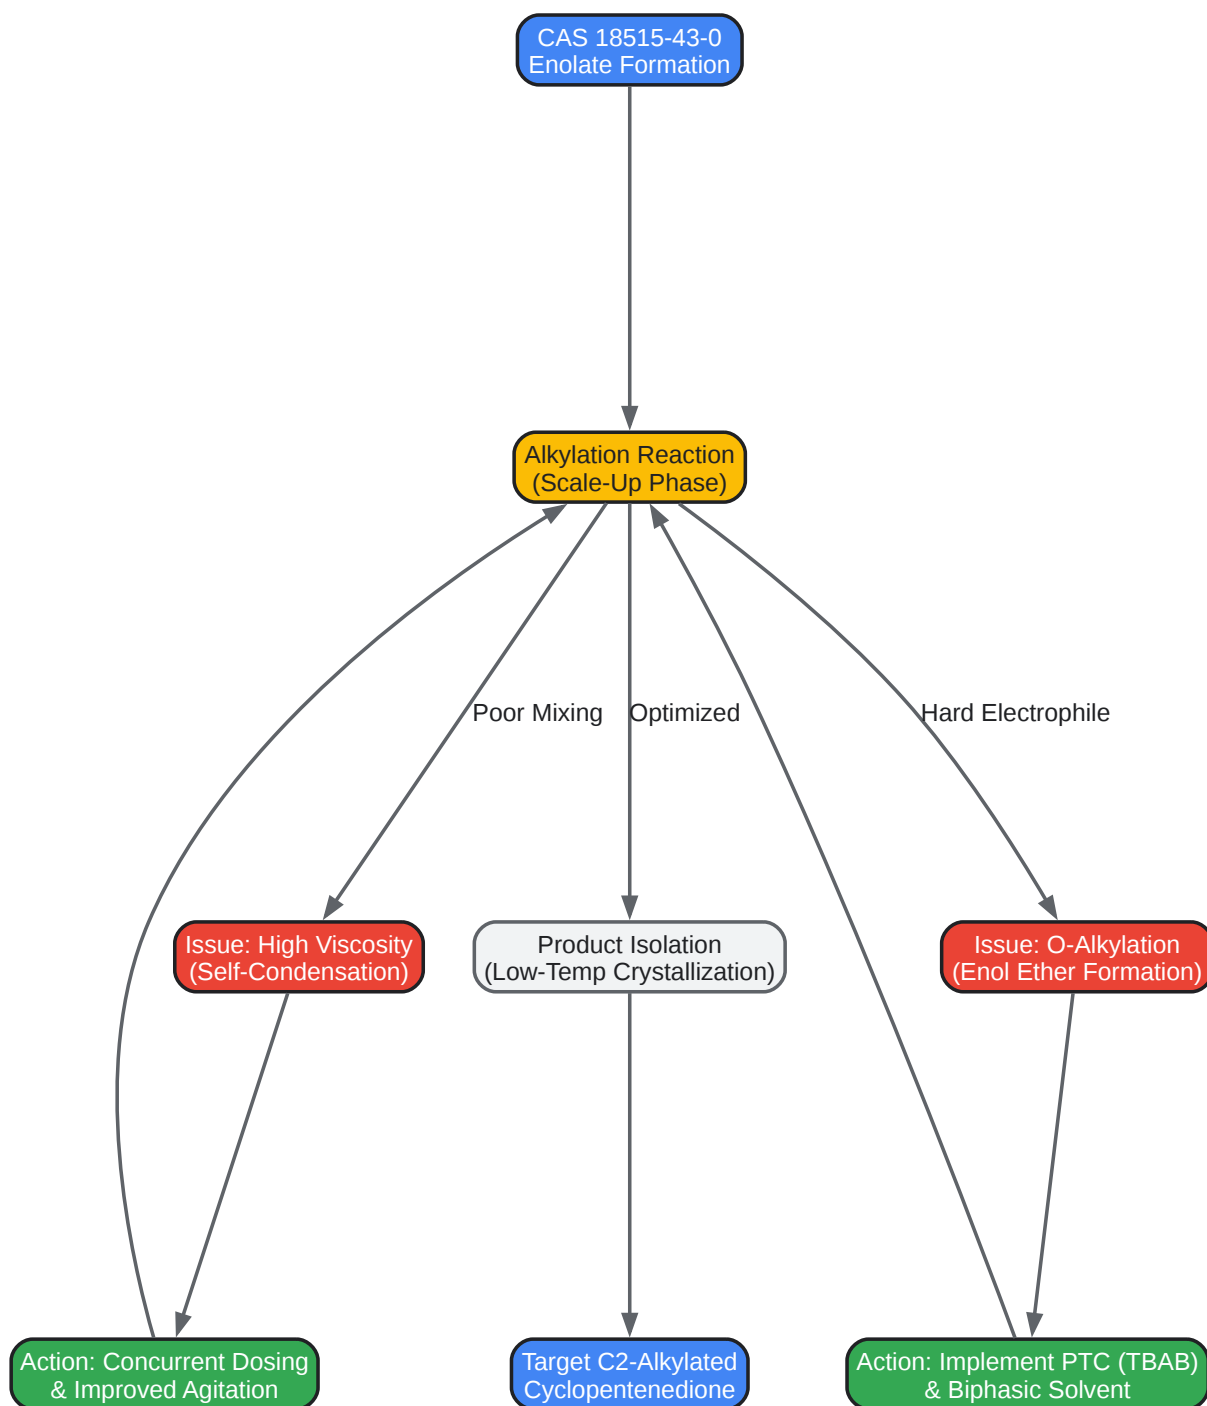 CAS 18515-43-0
Enolate Formation
Alkylation Reaction
(Scale-Up Phase)
Poor Mixing
Optimized
Hard Electrophile
Issue: High Viscosity
(Self-Condensation)
Product Isolation
(Low-Temp Crystallization)
Issue: O-Alkylation
(Enol Ether Formation)
Action: Concurrent Dosing
& Improved Agitation
Target C2-Alkylated
Cyclopentenedione
Action: Implement PTC (TBAB)
& Biphasic Solvent